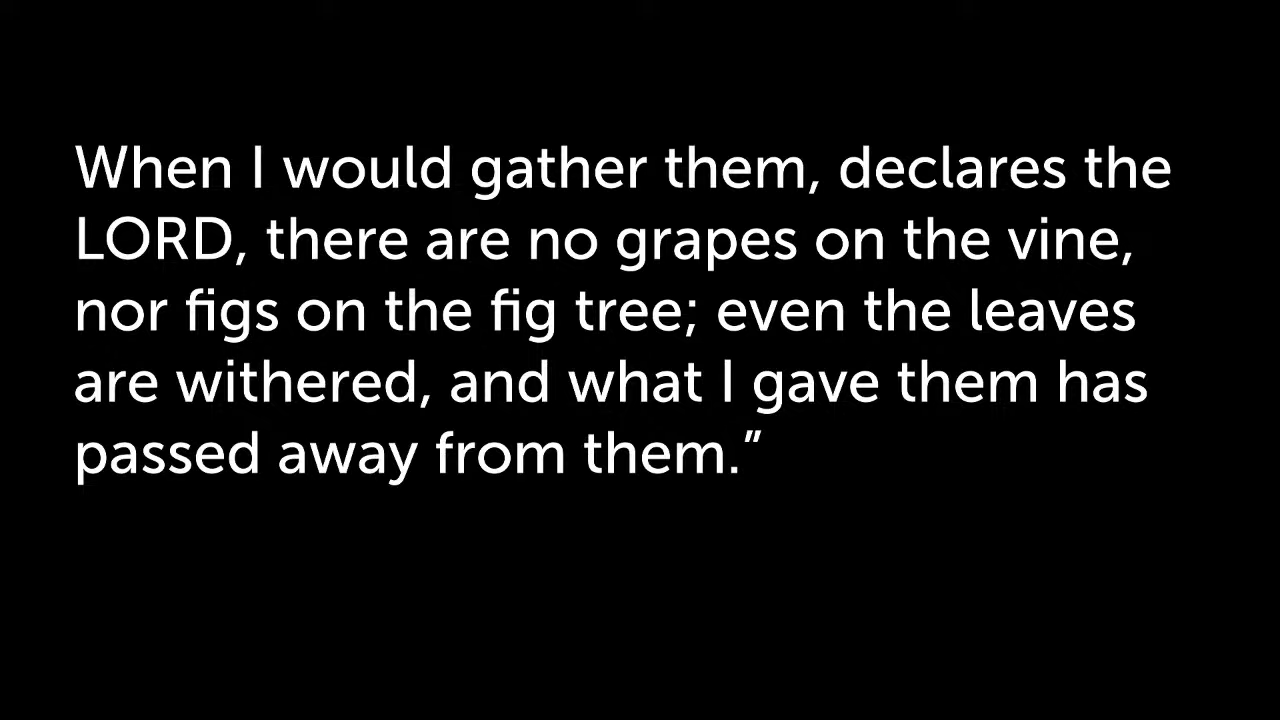 When I would gather them, declares the
LORD, there are no grapes on the vine,
nor figs on the fig tree; even the leaves
are withered, and what I gave them has
passed away from them.”